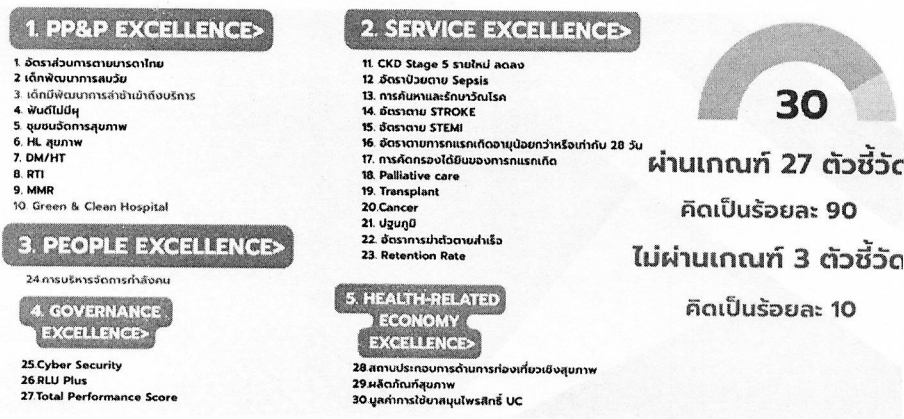 1. PP&P EXCELLENCE>
1. อัตราส่วนการตายมารดาไทย
2 เด็กพัฒนาการสมวัย
3. เด็กมีพัฒนาการล่าช้าเข้าถึงบริการ
4. ฟันดีไม่มีผุ
5. ชุมชนจัดการสุขภาพ
6. HL สุขภาพ
7. DM/HT
8. RTI
9. MMR
10. Green & Clean Hospital
2. SERVICE EXCELLENCE>
11. CKD Stage 5 รายใหม่ ลดลง
12 อัตราป่วยตาย Sepsis
13. การค้นหาและรักษาวัณโรค
14. อัตราตาย STROKE
15. อัตราตาย STEMI
16. อัตราตายทารกแรกเกิดอายุน้อยกว่าหรือเท่ากับ 28 วัน
17. การคัดกรองได้ยินของทารกแรกเกิด
18. Palliative care
19. Transplant
20.Cancer
21. ปฐมภูมิ
22. อัตราการฆ่าตัวตายสำเร็จ
23. Retention Rate
3. PEOPLE EXCELLENCE>
24.การบริหารจัดการกำลังคน
4. GOVERNANCE
EXCELLENCE>
25.Cyber Security
26.RLU Plus
27.Total Performance Score
5. HEALTH-RELATED
ECONOMY
EXCELLENCE>
28.สถานประกอบการด้านการท่องเที่ยวเชิงสุขภาพ
29.ผลิตภัณฑ์สุขภาพ
30.มูลค่าการใช้ยาสมุนไพรสิทธิ์ UC
30
ผ่านเกณฑ์ 27 ตัวชี้วัด
คิดเป็นร้อยละ 90
ไม่ผ่านเกณฑ์ 3 ตัวชี้วัด
คิดเป็นร้อยละ 10